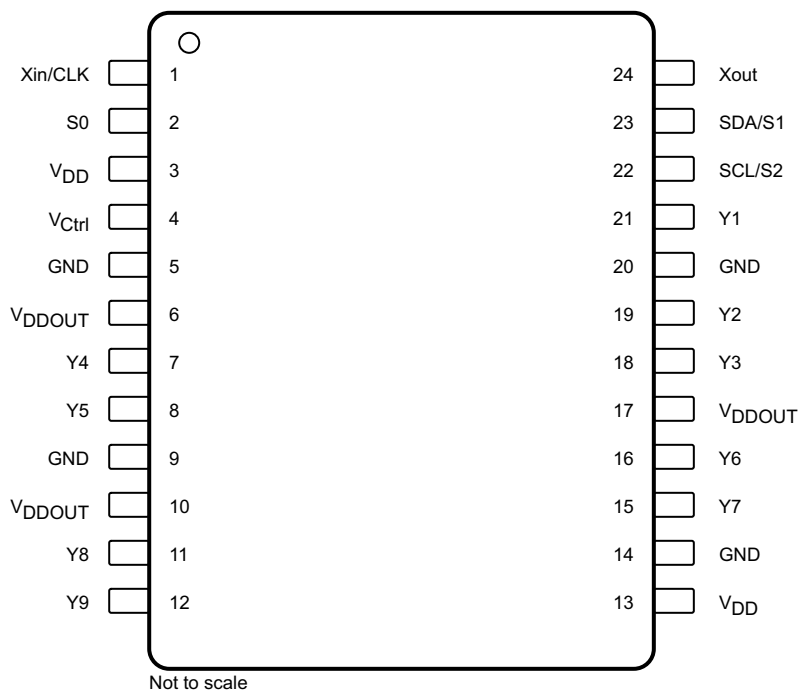 Xin/CLK 1 24 Xout
S0 2 23 SDA/S1
VDD 3 22 SCL/S2
VCtrl 4 21 Y1
GND 5 20 GND
VDDOUT 6 19 Y2
Y4 7 18 Y3
Y5 8 17 VDDOUT
GND 9 16 Y6
VDDOUT 10 15 Y7
Y8 11 14 GND
Y9 12 13 VDD
Not to scale